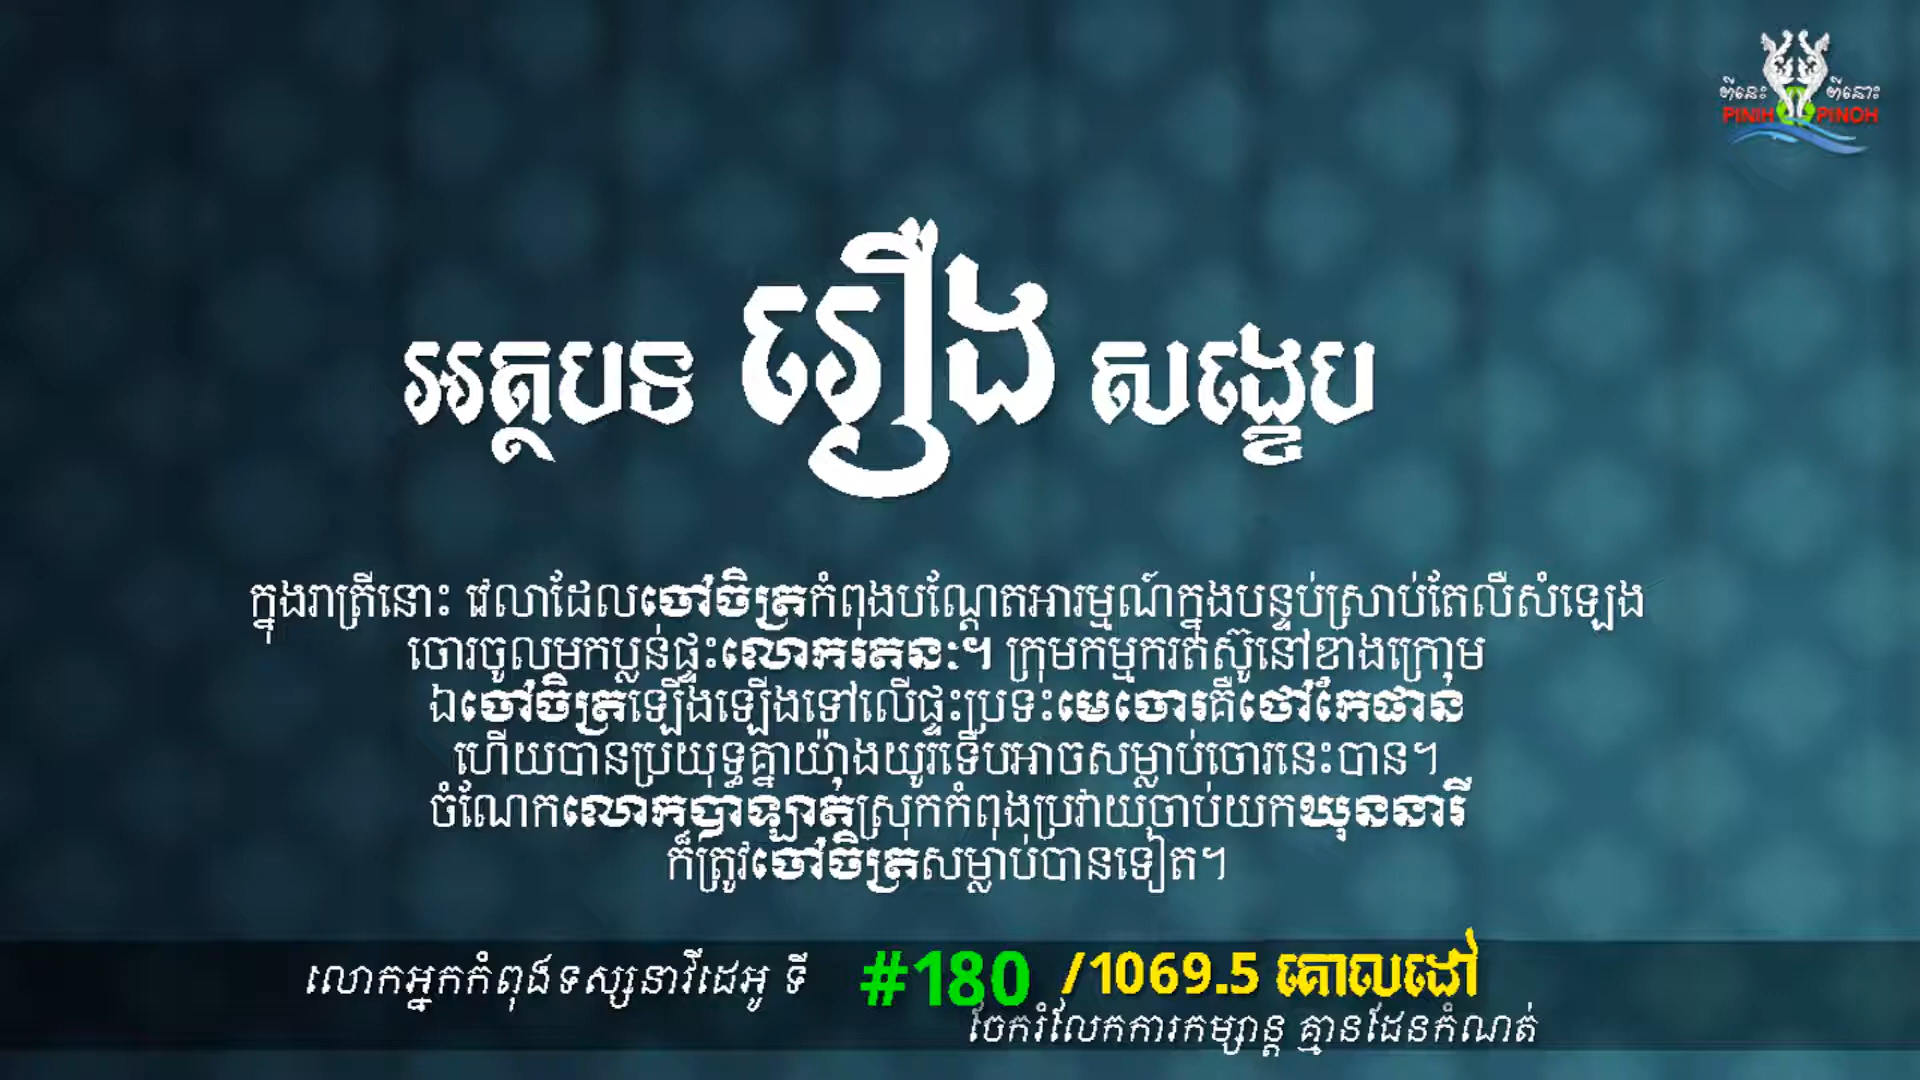 ពីនេះ ពីនោះ
PINIH PINOH
អត្ថបទ រឿង សង្ខេប
ក្នុងរាត្រីនោះ វេលាដែលចៅចិត្រកំពុងបណ្ដែតអារម្មណ៍ក្នុងបន្ទប់ស្រាប់តែលឺសំឡេង
ចោរចូលមកប្លន់ផ្ទះលោករតនៈ។ ក្រុមកម្មករតស៊ូនៅខាងក្រោម
ឯចៅចិត្រឡើងឡើងទៅលើផ្ទះប្រទះមេចោរគឺថៅកែផាន់
ហើយបានប្រយុទ្ធគ្នាយ៉ាងយូរទើបអាចសម្លាប់ចោរនេះបាន។
ចំណែកលោកប៉ាឡាត់ស្រុកកំពុងប្រវាយចាប់យកឃុននារី
ក៏ត្រូវចៅចិត្រសម្លាប់បានទៀត។
លោកអ្នកកំពុងទស្សនាវីដេអូ ទី #180 /1069.5 គោលដៅ
ចែករំលែកការកម្សាន្ត គ្មានដែនកំណត់